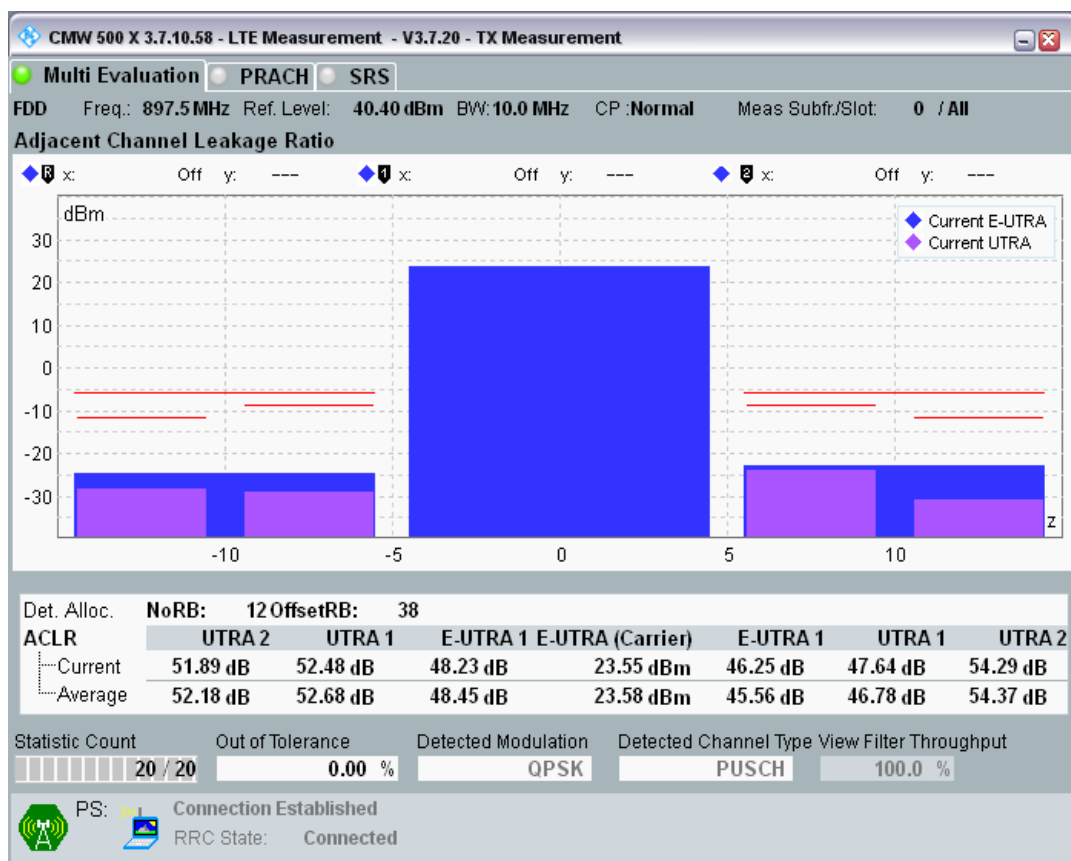 CMW 500 X 3.7.10.58 - LTE Measurement - V3.7.20 - TX Measurement
Multi Evaluation PRACH SRS
FDD Freq.: 897.5 MHz Ref. Level: 40.40 dBm BW: 10.0 MHz CP :Normal Meas Subfr./Slot: 0 / All
Adjacent Channel Leakage Ratio
R x: Off y: --- 1 x: Off y: --- 2 x: Off y: ---
dBm
Current E-UTRA
Current UTRA
30
20
10
0
-10
-20
-30
z
-10 -5 0 5 10
Det. Alloc. NoRB: 12 OffsetRB: 38
ACLR UTRA 2 UTRA 1 E-UTRA 1 E-UTRA (Carrier) E-UTRA 1 UTRA 1 UTRA 2
Current 51.89 dB 52.48 dB 48.23 dB 23.55 dBm 46.25 dB 47.64 dB 54.29 dB
Average 52.18 dB 52.68 dB 48.45 dB 23.58 dBm 45.56 dB 46.78 dB 54.37 dB
Statistic Count Out of Tolerance Detected Modulation Detected Channel Type View Filter Throughput
20 / 20 0.00 % QPSK PUSCH 100.0 %
PS: Connection Established
RRC State: Connected